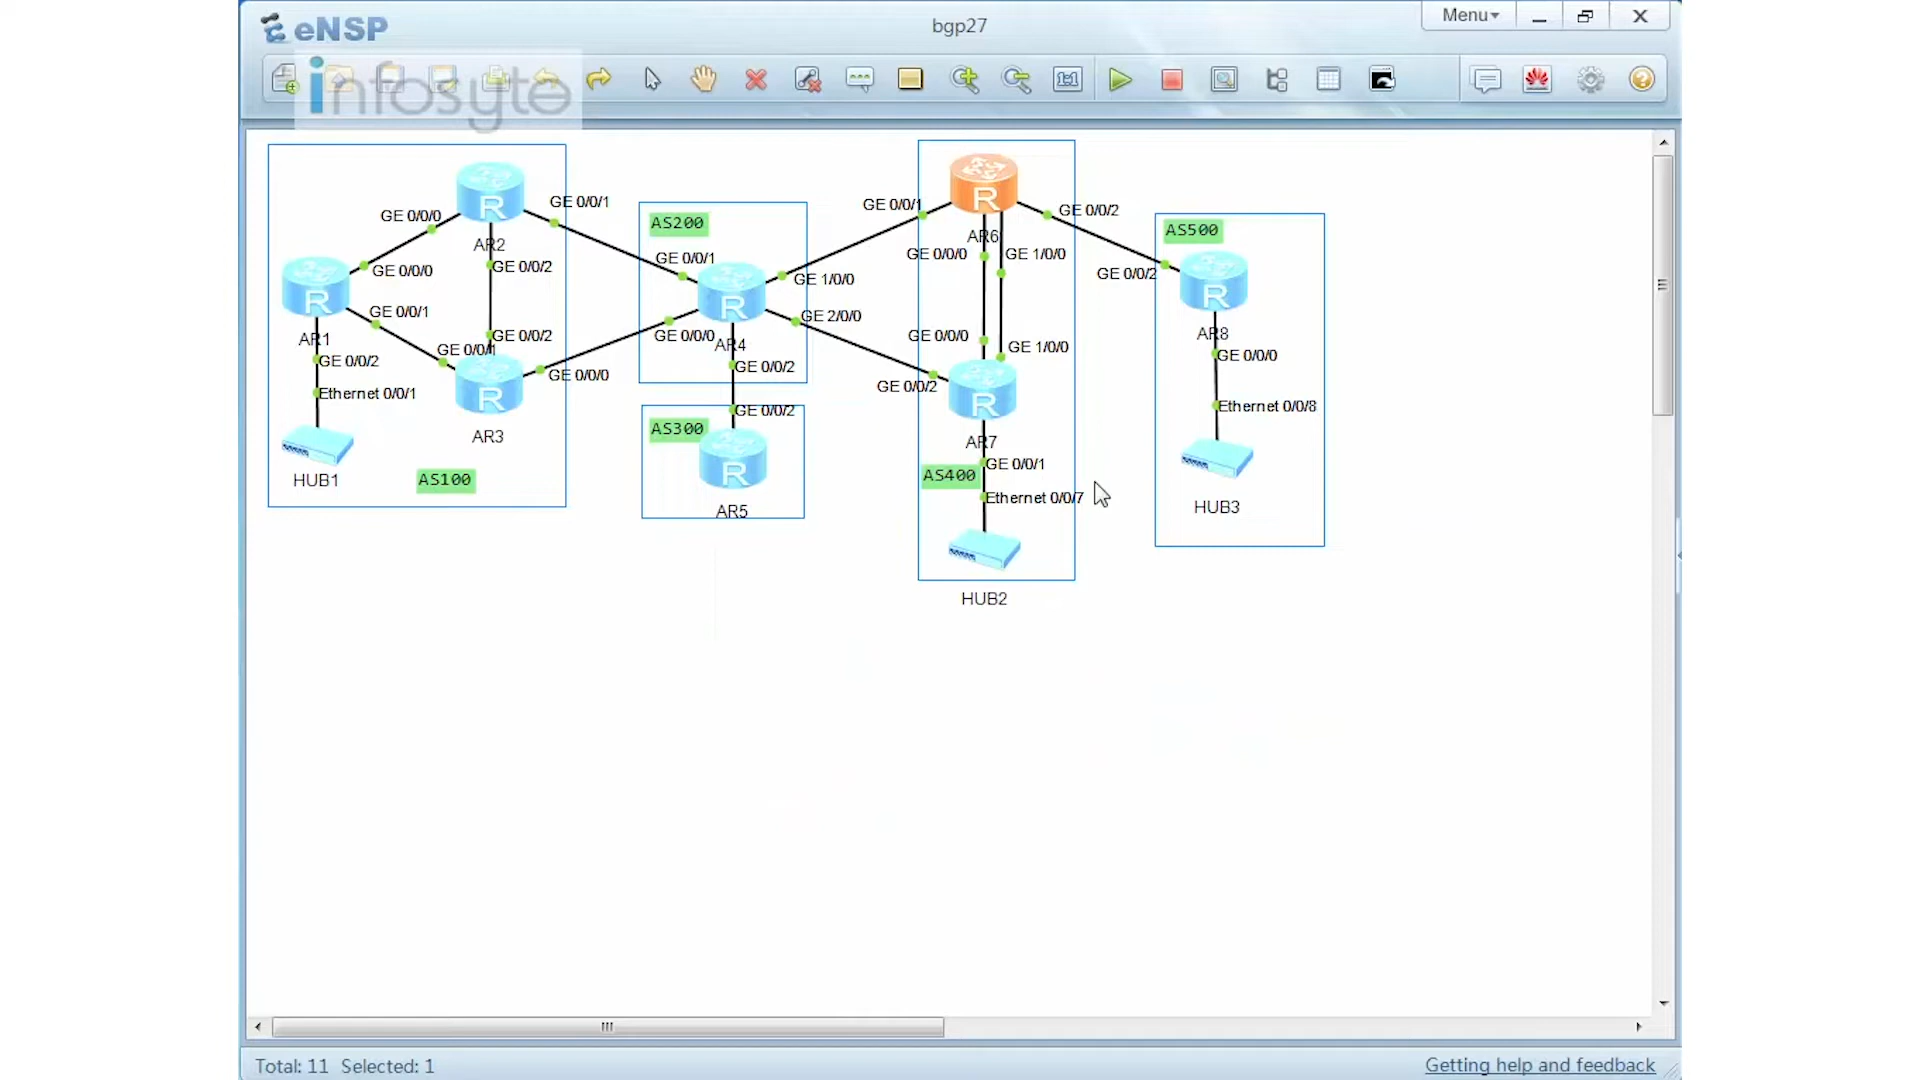 eNSP
bgp27
Menu
infosyte
1:1
AS200
AS500
AS300
AS400
AS100
GE 0/0/0
GE 0/0/1
AR2
GE 0/0/2
GE 0/0/0
GE 0/0/1
AR1
GE 0/0/2
Ethernet 0/0/1
HUB1
GE 0/0/2
GE 0/0/1
GE 0/0/0
AR3
GE 0/0/1
GE 1/0/0
GE 2/0/0
GE 0/0/0
AR4
GE 0/0/2
GE 0/0/2
AR5
GE 0/0/1
GE 0/0/2
AR6
GE 0/0/0
GE 1/0/0
GE 0/0/0
GE 1/0/0
GE 0/0/2
AR7
GE 0/0/1
Ethernet 0/0/7
HUB2
GE 0/0/2
AR8
GE 0/0/0
Ethernet 0/0/8
HUB3
Total: 11 Selected: 1
Getting help and feedback